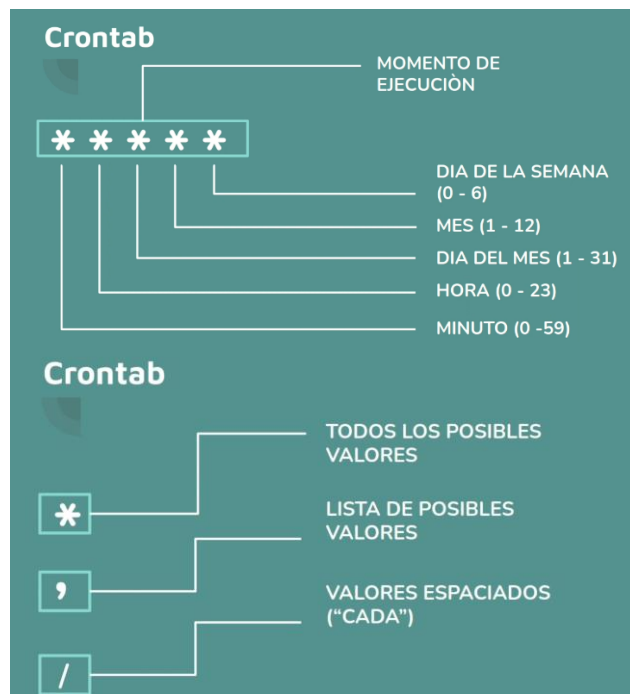 Crontab
MOMENTO DE
EJECUCIÒN
* * * * *
DIA DE LA SEMANA
(0 - 6)
MES (1 - 12)
DIA DEL MES (1 - 31)
HORA (0 - 23)
MINUTO (0 -59)
Crontab
TODOS LOS POSIBLES
VALORES
*
LISTA DE POSIBLES
VALORES
,
VALORES ESPACIADOS
("CADA")
/